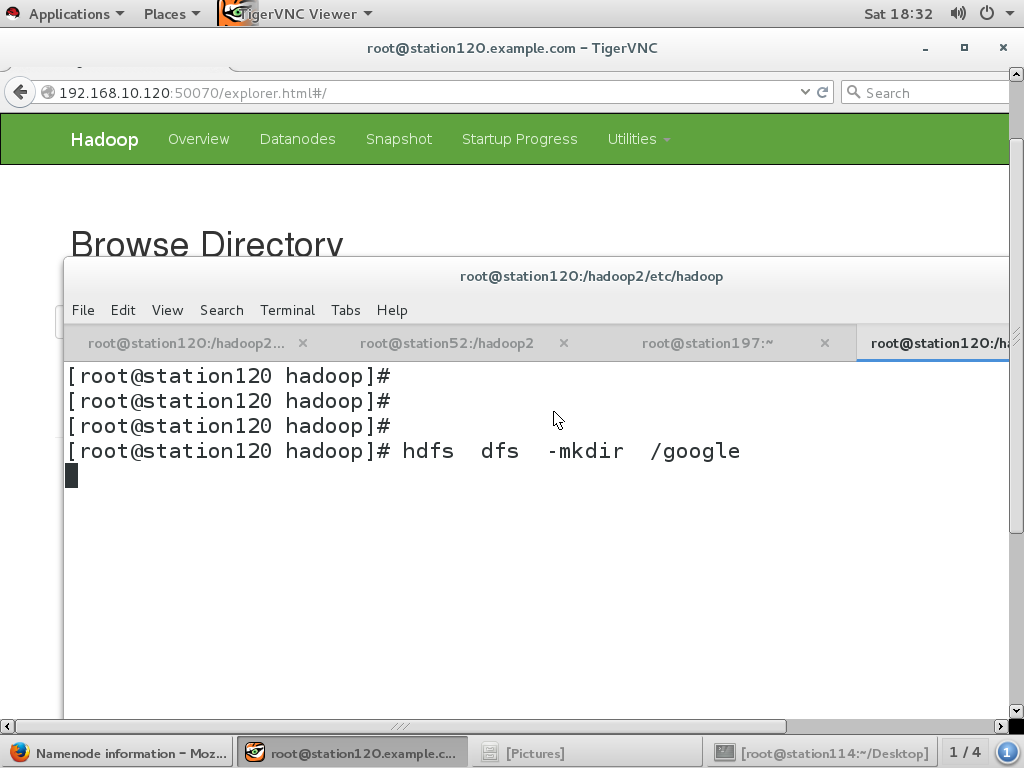 Applications Places TigerVNC Viewer Sat 18:32
root@station120.example.com – TigerVNC
192.168.10.120:50070/explorer.html#/ Search
Hadoop Overview Datanodes Snapshot Startup Progress Utilities
Browse Directory
root@station120:/hadoop2/etc/hadoop
File Edit View Search Terminal Tabs Help
root@station120:/hadoop2... root@station52:/hadoop2 root@station197:~ root@station120:/ha
[root@station120 hadoop]#
[root@station120 hadoop]#
[root@station120 hadoop]#
[root@station120 hadoop]# hdfs  dfs  -mkdir  /google
Namenode information – Moz... root@station120.example.c... [Pictures] [root@station114:~/Desktop] 1 / 4 1